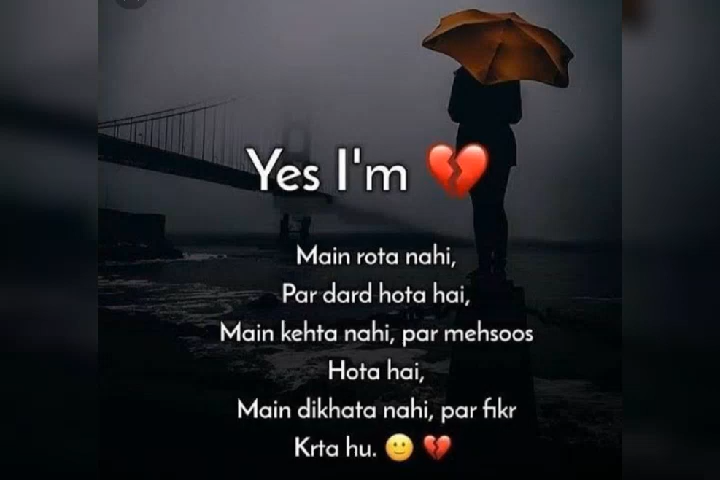 Yes I'm 💔
Main rota nahi,
Par dard hota hai,
Main kehta nahi, par mehsoos
Hota hai,
Main dikhata nahi, par fikr
Krta hu. 🙂 💔